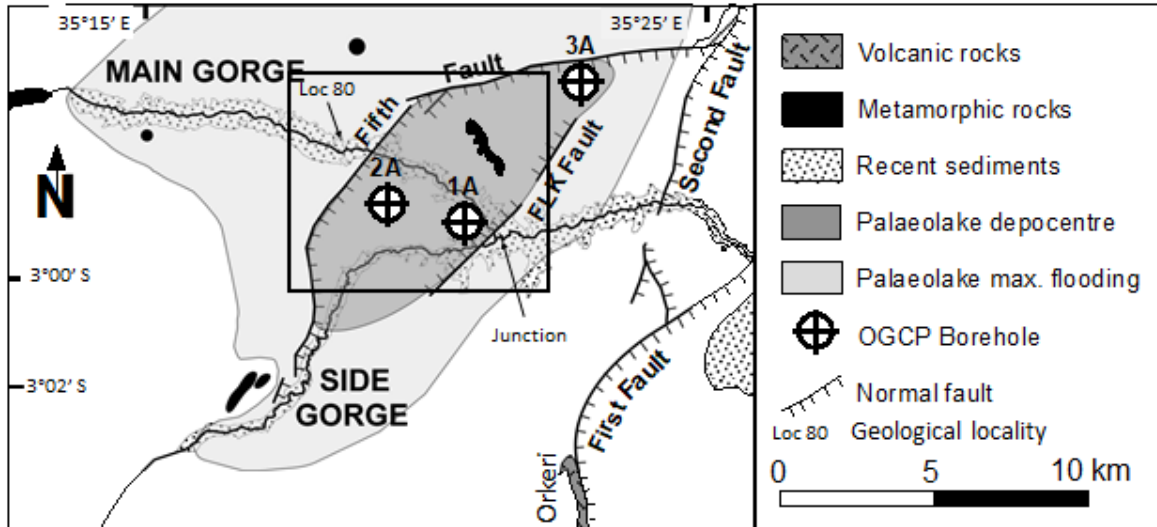 35°15' E
35°25' E
3A
MAIN GORGE
Fault
Loc 80
Fifth
Second Fault
N
2A
1A
FLK Fault
3°00' S
Junction
3°02' S
SIDE
GORGE
First Fault
Orkeri
Volcanic rocks
Metamorphic rocks
Recent sediments
Palaeolake depocentre
Palaeolake max. flooding
OGCP Borehole
Normal fault
Loc 80 Geological locality
0 5 10 km